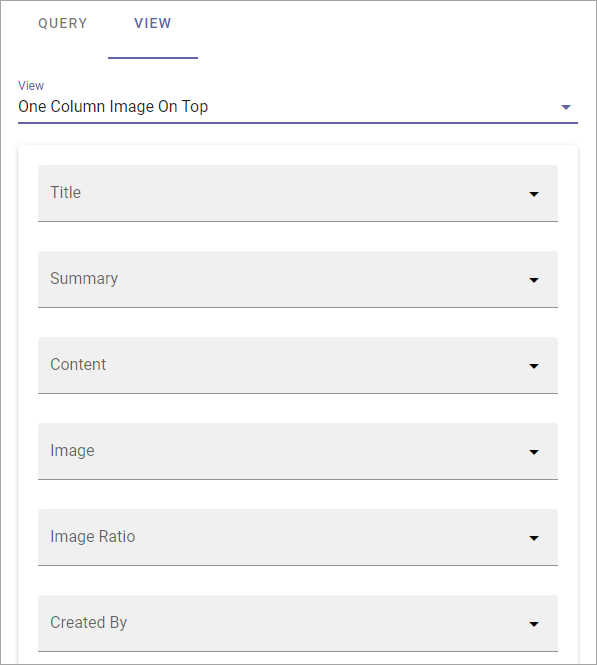 QUERY VIEW
View
One Column Image On Top
Title
Summary
Content
Image
Image Ratio
Created By